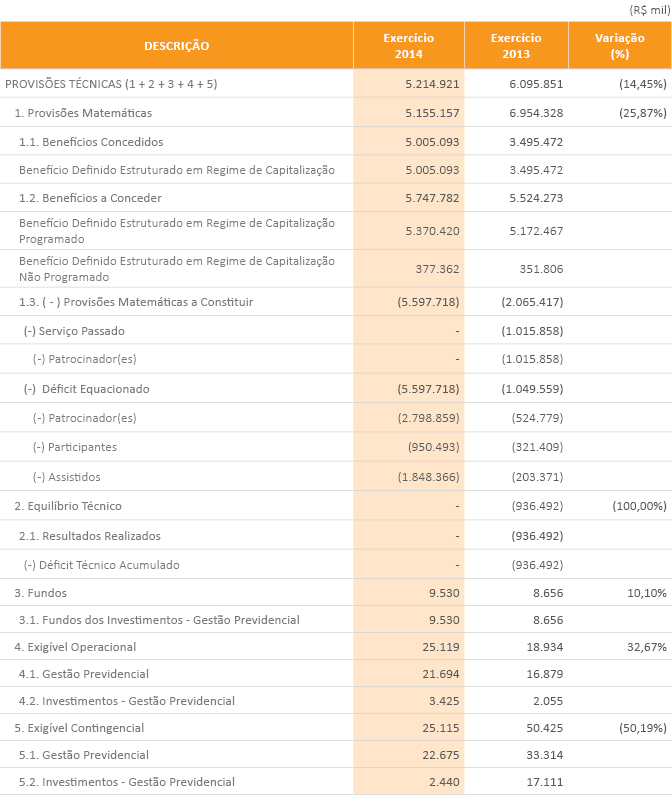 (R$ mil)
DESCRIÇÃO Exercício 2014 Exercício 2013 Variação (%)
PROVISÕES TÉCNICAS (1 + 2 + 3 + 4 + 5) 5.214.921 6.095.851 (14,45%)
1. Provisões Matemáticas 5.155.157 6.954.328 (25,87%)
1.1. Benefícios Concedidos 5.005.093 3.495.472
Benefício Definido Estruturado em Regime de Capitalização 5.005.093 3.495.472
1.2. Benefícios a Conceder 5.747.782 5.524.273
Benefício Definido Estruturado em Regime de Capitalização
Programado 5.370.420 5.172.467
Benefício Definido Estruturado em Regime de Capitalização
Não Programado 377.362 351.806
1.3. ( - ) Provisões Matemáticas a Constituir (5.597.718) (2.065.417)
(-) Serviço Passado - (1.015.858)
(-) Patrocinador(es) - (1.015.858)
(-) Déficit Equacionado (5.597.718) (1.049.559)
(-) Patrocinador(es) (2.798.859) (524.779)
(-) Participantes (950.493) (321.409)
(-) Assistidos (1.848.366) (203.371)
2. Equilíbrio Técnico - (936.492) (100,00%)
2.1. Resultados Realizados - (936.492)
(-) Déficit Técnico Acumulado - (936.492)
3. Fundos 9.530 8.656 10,10%
3.1. Fundos dos Investimentos - Gestão Previdencial 9.530 8.656
4. Exigível Operacional 25.119 18.934 32,67%
4.1. Gestão Previdencial 21.694 16.879
4.2. Investimentos - Gestão Previdencial 3.425 2.055
5. Exigível Contingencial 25.115 50.425 (50,19%)
5.1. Gestão Previdencial 22.675 33.314
5.2. Investimentos - Gestão Previdencial 2.440 17.111